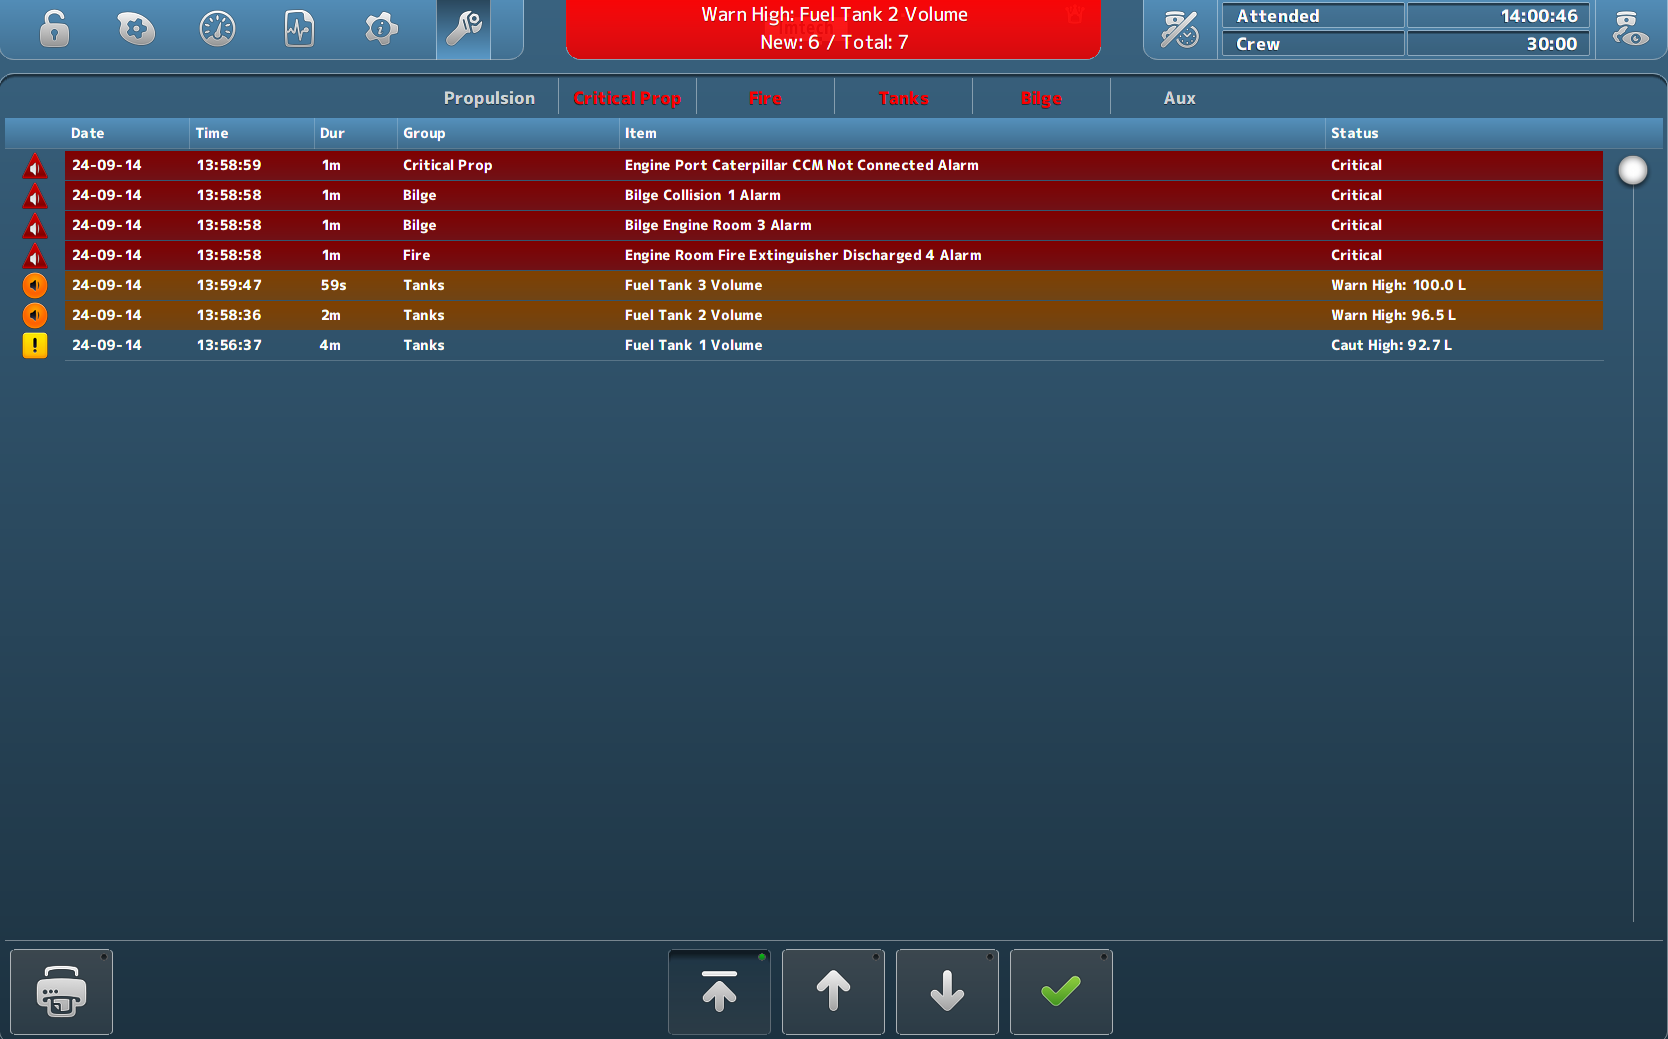 Warn High: Fuel Tank 2 Volume
New: 6 / Total: 7
Attended 14:00:46
Crew 30:00
Propulsion Critical Prop Fire Tanks Bilge Aux
Date Time Dur Group Item Status
24-09-14 13:58:59 1m Critical Prop Engine Port Caterpillar CCM Not Connected Alarm Critical
24-09-14 13:58:58 1m Bilge Bilge Collision 1 Alarm Critical
24-09-14 13:58:58 1m Bilge Bilge Engine Room 3 Alarm Critical
24-09-14 13:58:58 1m Fire Engine Room Fire Extinguisher Discharged 4 Alarm Critical
24-09-14 13:59:47 59s Tanks Fuel Tank 3 Volume Warn High: 100.0 L
24-09-14 13:58:36 2m Tanks Fuel Tank 2 Volume Warn High: 96.5 L
24-09-14 13:56:37 4m Tanks Fuel Tank 1 Volume Caut High: 92.7 L